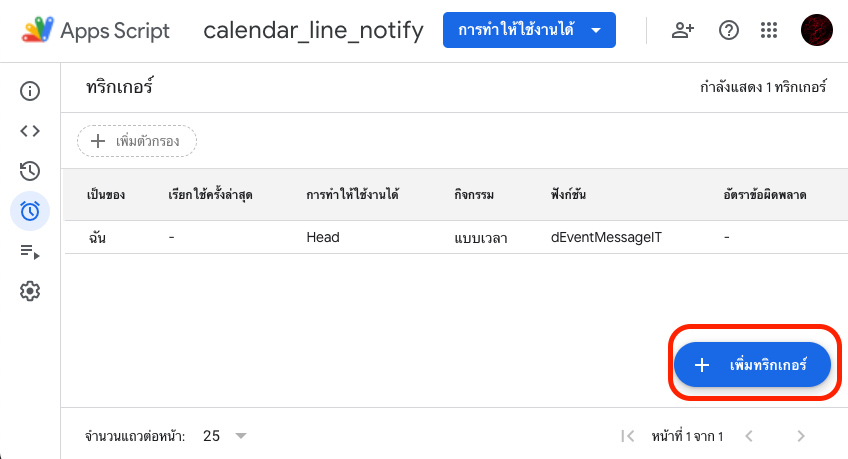 Apps Script calendar_line_notify การทำให้ใช้งานได้
ทริกเกอร์ กำลังแสดง 1 ทริกเกอร์
เพิ่มตัวกรอง
เป็นของ เรียกใช้ครั้งล่าสุด การทำให้ใช้งานได้ กิจกรรม ฟังก์ชัน อัตราข้อผิดพลาด
ฉัน - Head แบบเวลา dEventMessageIT -
เพิ่มทริกเกอร์
จำนวนแถวต่อหน้า: 25 หน้าที่ 1 จาก 1